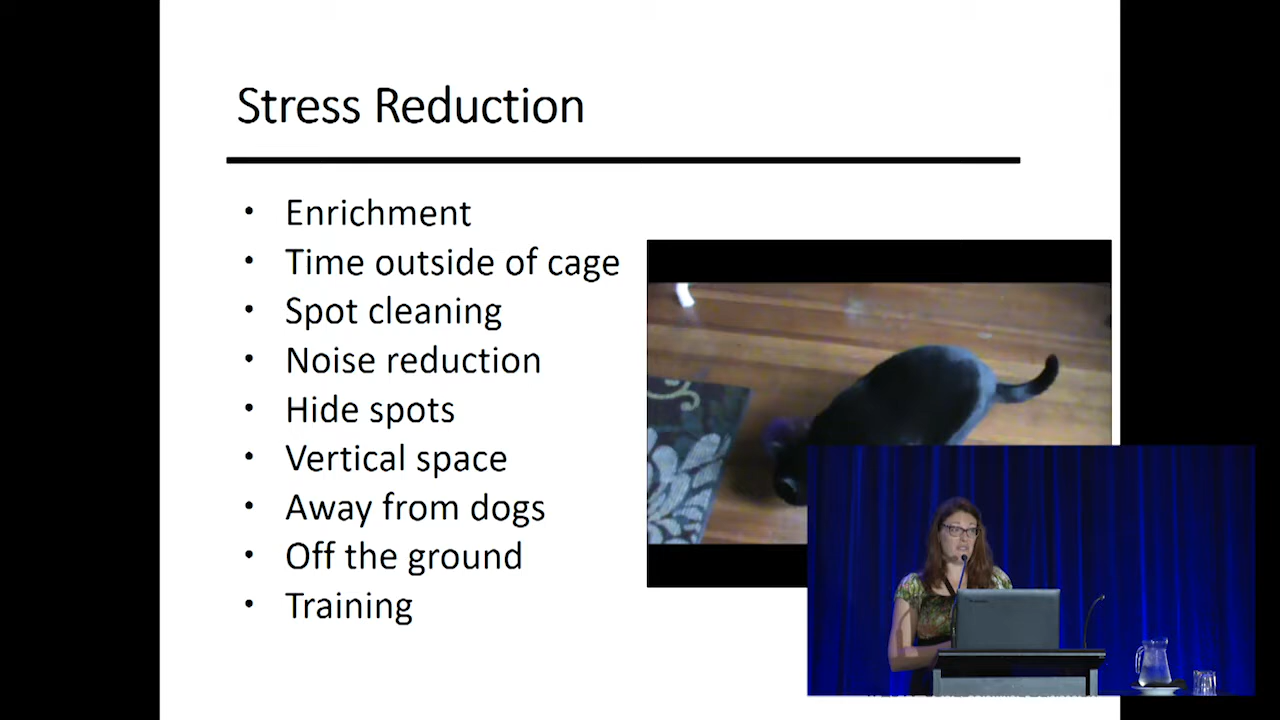 Stress Reduction
• Enrichment
• Time outside of cage
• Spot cleaning
• Noise reduction
• Hide spots
• Vertical space
• Away from dogs
• Off the ground
• Training